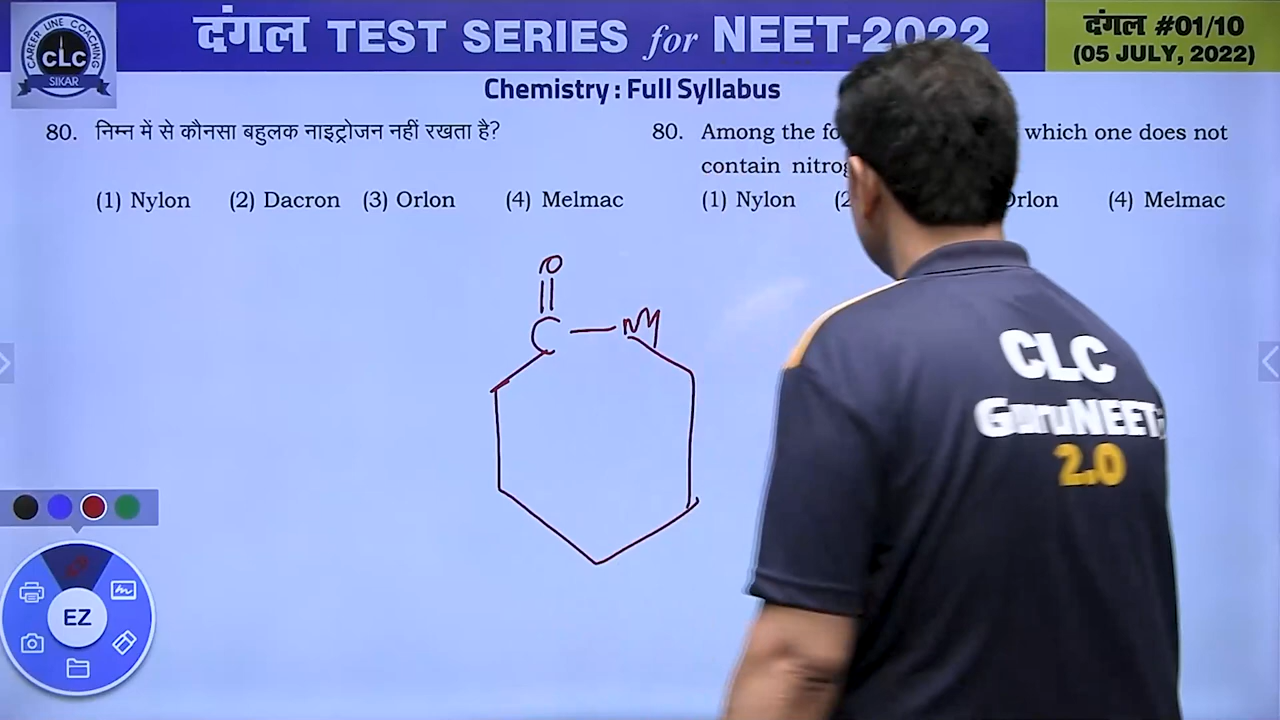 CAREER LINE COACHING
CLC
SIKAR
दंगल TEST SERIES for NEET-2022
दंगल #01/10
(05 JULY, 2022)
Chemistry : Full Syllabus
80. निम्न में से कौनसा बहुलक नाइट्रोजन नहीं रखता है?
(1) Nylon (2) Dacron (3) Orlon (4) Melmac
80. Among the fo which one does not
contain nitrog
(1) Nylon (2 Orlon (4) Melmac
O
C
NH
CLC
GuruNEET
2.0
EZ